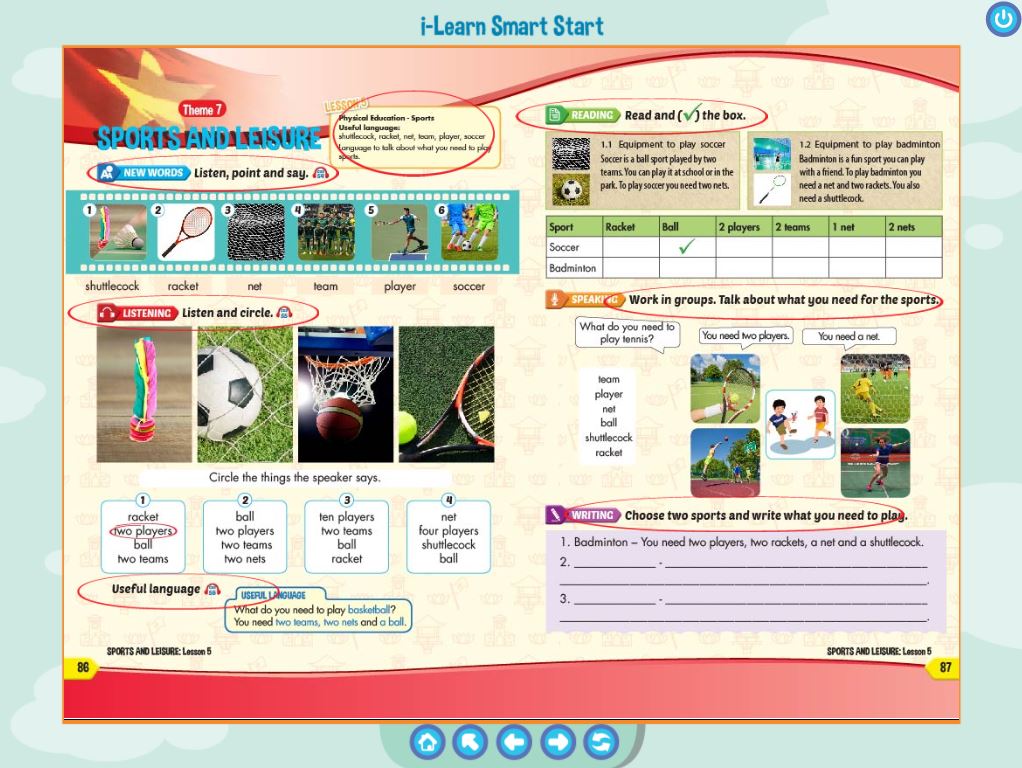 i-Learn Smart Start
Theme 7
SPORTS AND LEISURE
LESSON 5
Physical Education - Sports
Useful language:
shuttlecock, racket, net, team, player, soccer
Language to talk about what you need to play
sports.
NEW WORDS Listen, point and say.
1 2 3 4 5 6
shuttlecock racket net team player soccer
LISTENING Listen and circle.
Circle the things the speaker says.
1
racket
two players
ball
two teams
2
ball
two players
two teams
two nets
3
ten players
two teams
ball
racket
4
net
four players
shuttlecock
ball
Useful language
USEFUL LANGUAGE
What do you need to play basketball?
You need two teams, two nets and a ball.
SPORTS AND LEISURE: Lesson 5
86
READING Read and (✓) the box.
1.1 Equipment to play soccer
Soccer is a ball sport played by two
teams. You can play it at school or in the
park. To play soccer you need two nets.
1.2 Equipment to play badminton
Badminton is a fun sport you can play
with a friend. To play badminton you
need a net and two rackets. You also
need a shuttlecock.
Sport Racket Ball 2 players 2 teams 1 net 2 nets
Soccer ✓
Badminton
SPEAKING Work in groups. Talk about what you need for the sports.
What do you need to
play tennis?
You need two players.
You need a net.
team
player
net
ball
shuttlecock
racket
WRITING Choose two sports and write what you need to play.
1. Badminton – You need two players, two rackets, a net and a shuttlecock.
2. ____________ - ______________________________________
______________________________________________________.
3. ____________ - ______________________________________
______________________________________________________.
SPORTS AND LEISURE: Lesson 5
87